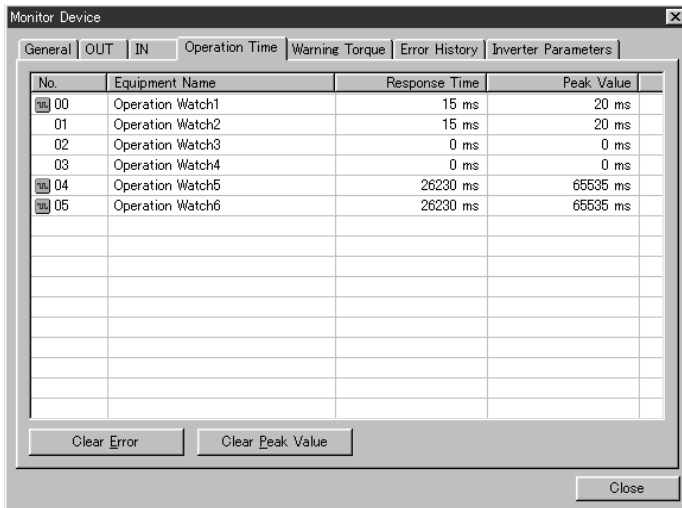 Monitor Device
General OUT IN Operation Time Warning Torque Error History Inverter Parameters
No. Equipment Name Response Time Peak Value
00 Operation Watch1 15 ms 20 ms
01 Operation Watch2 15 ms 20 ms
02 Operation Watch3 0 ms 0 ms
03 Operation Watch4 0 ms 0 ms
04 Operation Watch5 26230 ms 65535 ms
05 Operation Watch6 26230 ms 65535 ms
Clear Error Clear Peak Value
Close